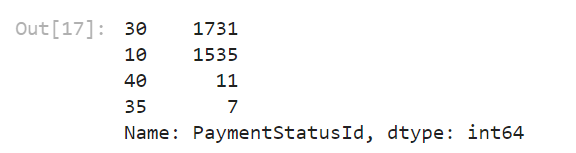 Out[17]: 30    1731
10    1535
40      11
35       7
Name: PaymentStatusId, dtype: int64